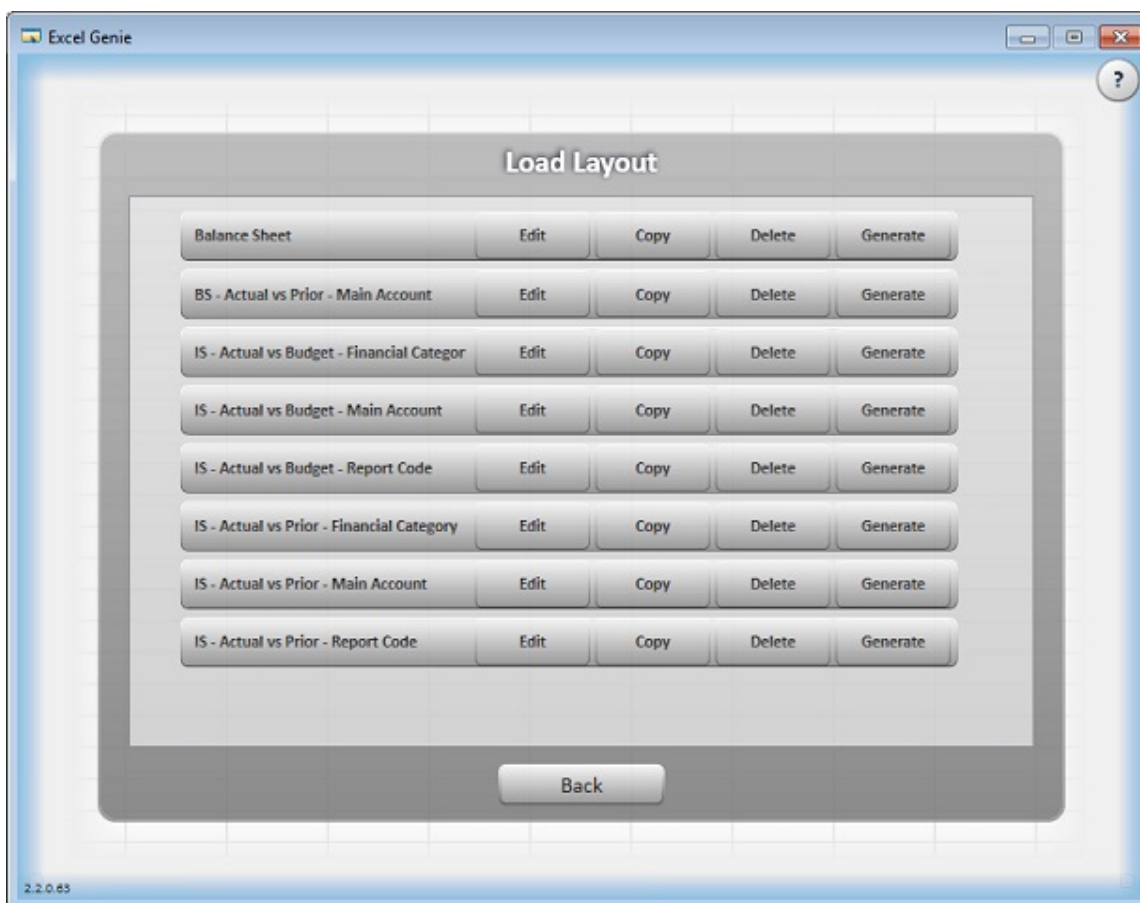 Excel Genie
?
Load Layout
Balance Sheet Edit Copy Delete Generate
BS - Actual vs Prior - Main Account Edit Copy Delete Generate
IS - Actual vs Budget - Financial Categor Edit Copy Delete Generate
IS - Actual vs Budget - Main Account Edit Copy Delete Generate
IS - Actual vs Budget - Report Code Edit Copy Delete Generate
IS - Actual vs Prior - Financial Category Edit Copy Delete Generate
IS - Actual vs Prior - Main Account Edit Copy Delete Generate
IS - Actual vs Prior - Report Code Edit Copy Delete Generate
Back
2.2.0.63